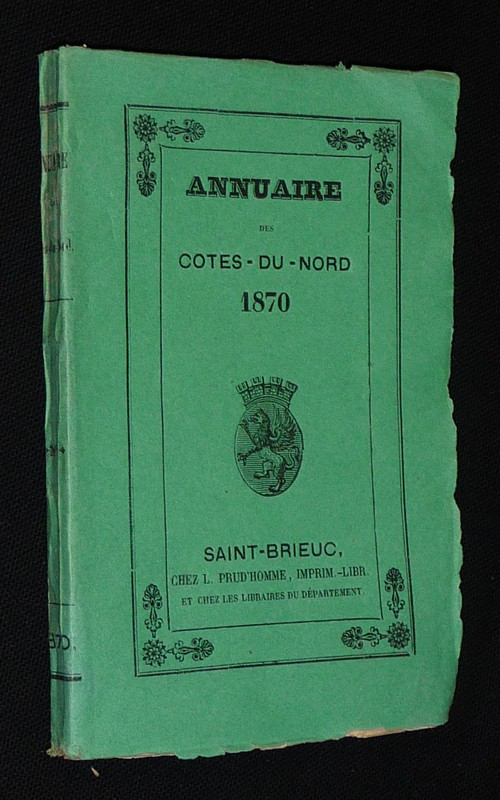 ANNUAIRE
DES
COTES-DU-NORD
1870
SAINT-BRIEUC,
CHEZ L. PRUD'HOMME, IMPRIM.-LIBR.
ET CHEZ LES LIBRAIRES DU DÉPARTEMENT.